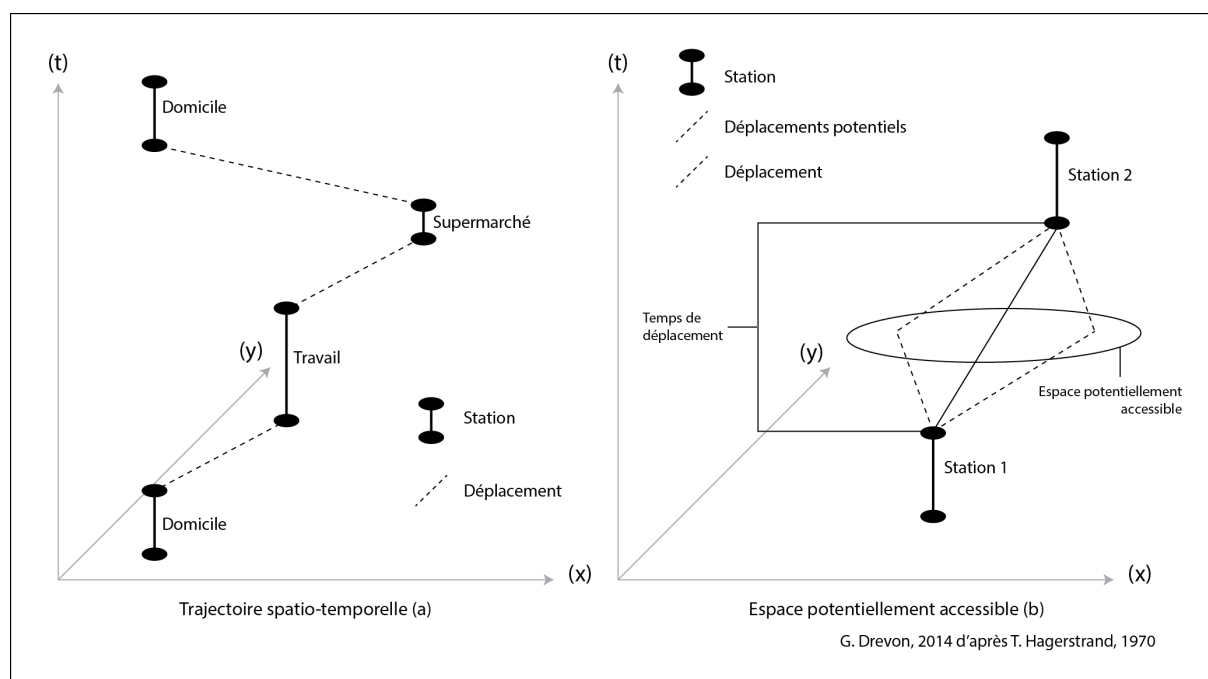 (t)
Domicile
Supermarché
(y)
Travail
Station
Déplacement
Domicile
(x)
Trajectoire spatio-temporelle (a)
(t)
Station
Déplacements potentiels
Déplacement
Station 2
Temps de
déplacement
(y)
Espace potentiellement
accessible
Station 1
(x)
Espace potentiellement accessible (b)
G. Drevon, 2014 d'après T. Hagerstrand, 1970